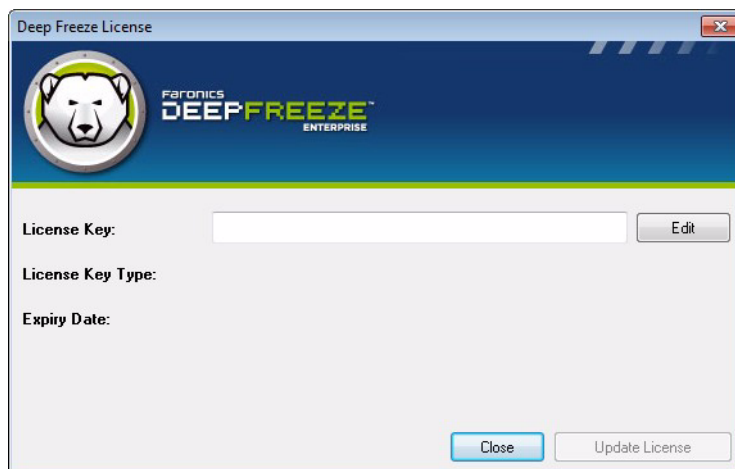 Deep Freeze License
Faronics
DEEPFREEZE™
ENTERPRISE
License Key:
Edit
License Key Type:
Expiry Date:
Close
Update License